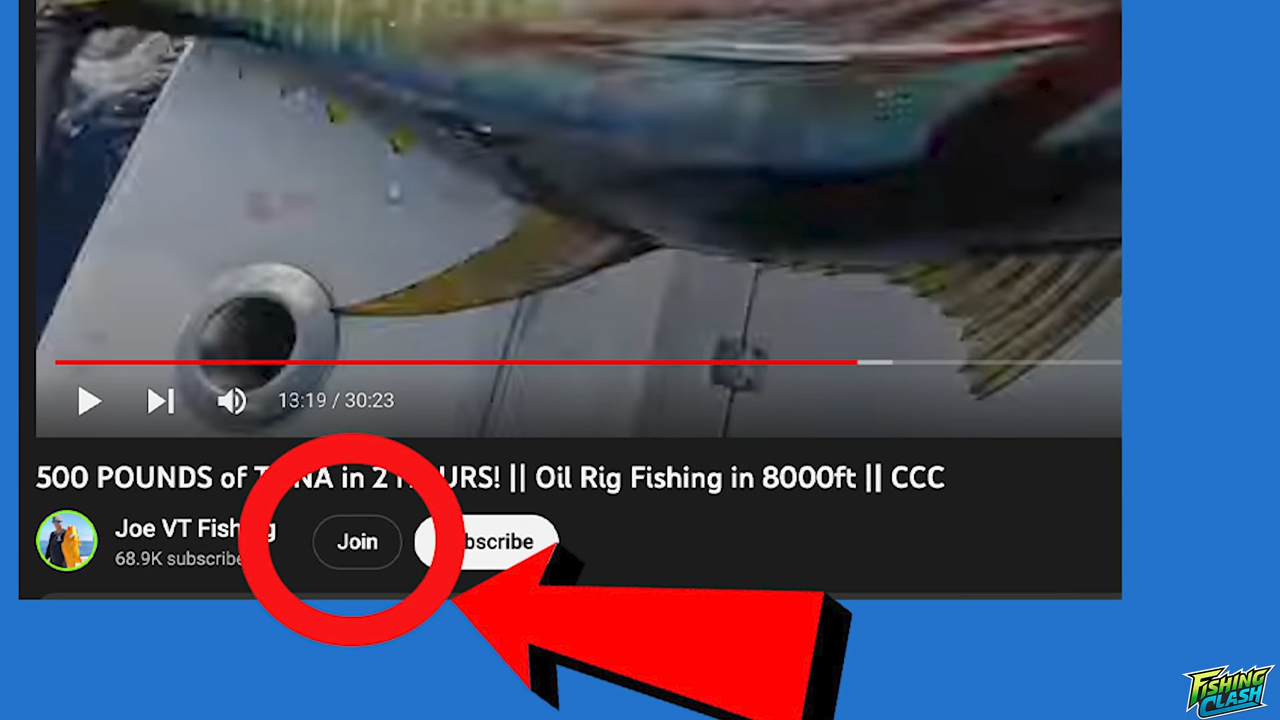 13:19 / 30:23
500 POUNDS of T NA in 2 H URS! || Oil Rig Fishing in 8000ft || CCC
Joe VT Fish g Join bscribe
68.9K subscribe
FISHING
CLASH